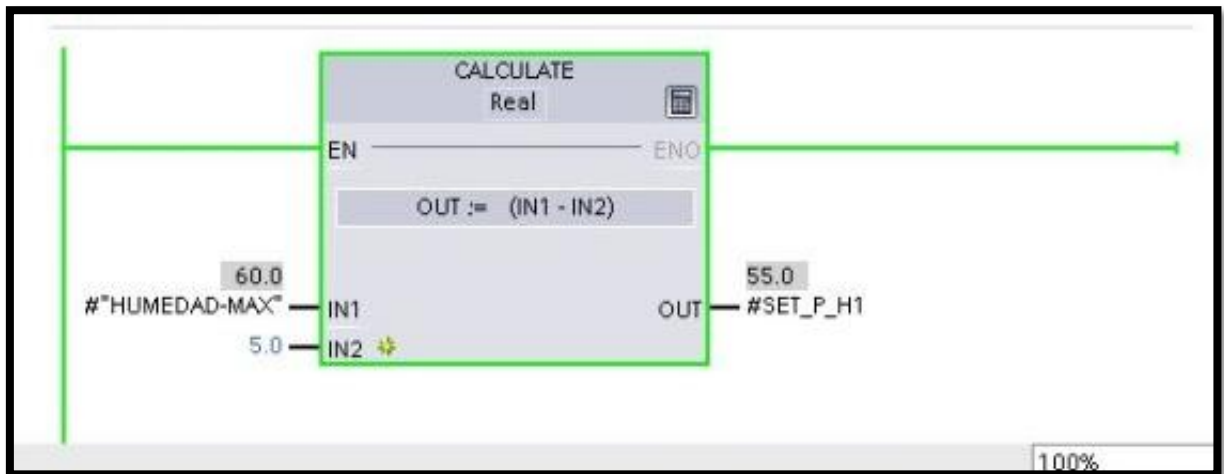 CALCULATE
Real
EN ENO
OUT := (IN1 - IN2)
60.0
#"HUMEDAD-MAX" IN1
5.0 IN2
55.0
OUT #SET_P_H1
100%